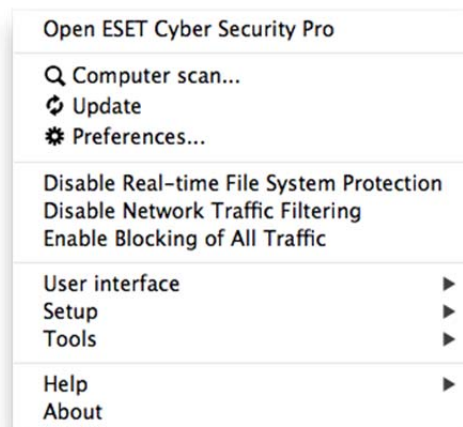 Open ESET Cyber Security Pro
Computer scan...
Update
Preferences...
Disable Real-time File System Protection
Disable Network Traffic Filtering
Enable Blocking of All Traffic
User interface
Setup
Tools
Help
About